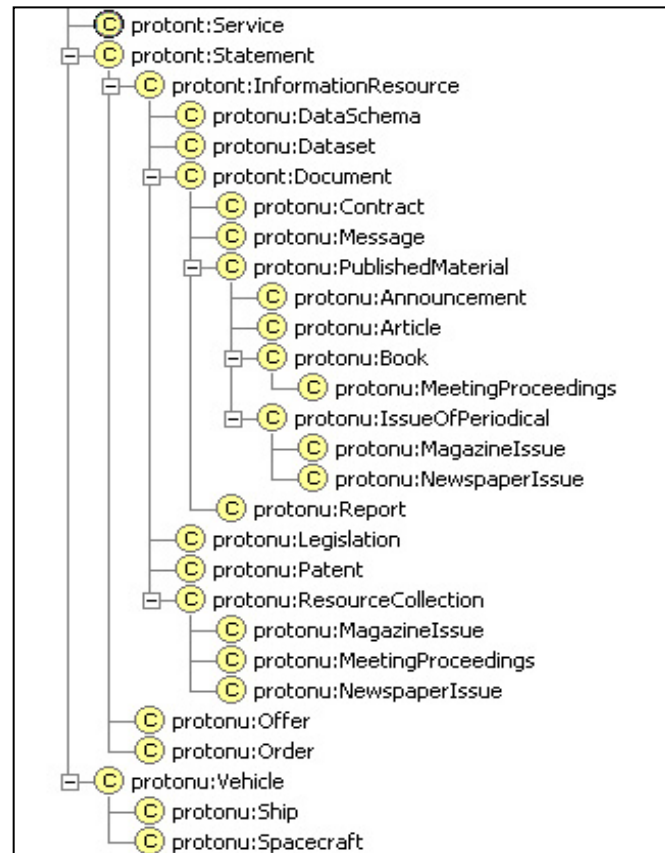 C protont:Service
C protont:Statement
C protont:InformationResource
C protonu:DataSchema
C protonu:Dataset
C protont:Document
C protonu:Contract
C protonu:Message
C protonu:PublishedMaterial
C protonu:Announcement
C protonu:Article
C protonu:Book
C protonu:MeetingProceedings
C protonu:IssueOfPeriodical
C protonu:MagazineIssue
C protonu:NewspaperIssue
C protonu:Report
C protonu:Legislation
C protonu:Patent
C protonu:ResourceCollection
C protonu:MagazineIssue
C protonu:MeetingProceedings
C protonu:NewspaperIssue
C protonu:Offer
C protonu:Order
C protonu:Vehicle
C protonu:Ship
C protonu:Spacecraft